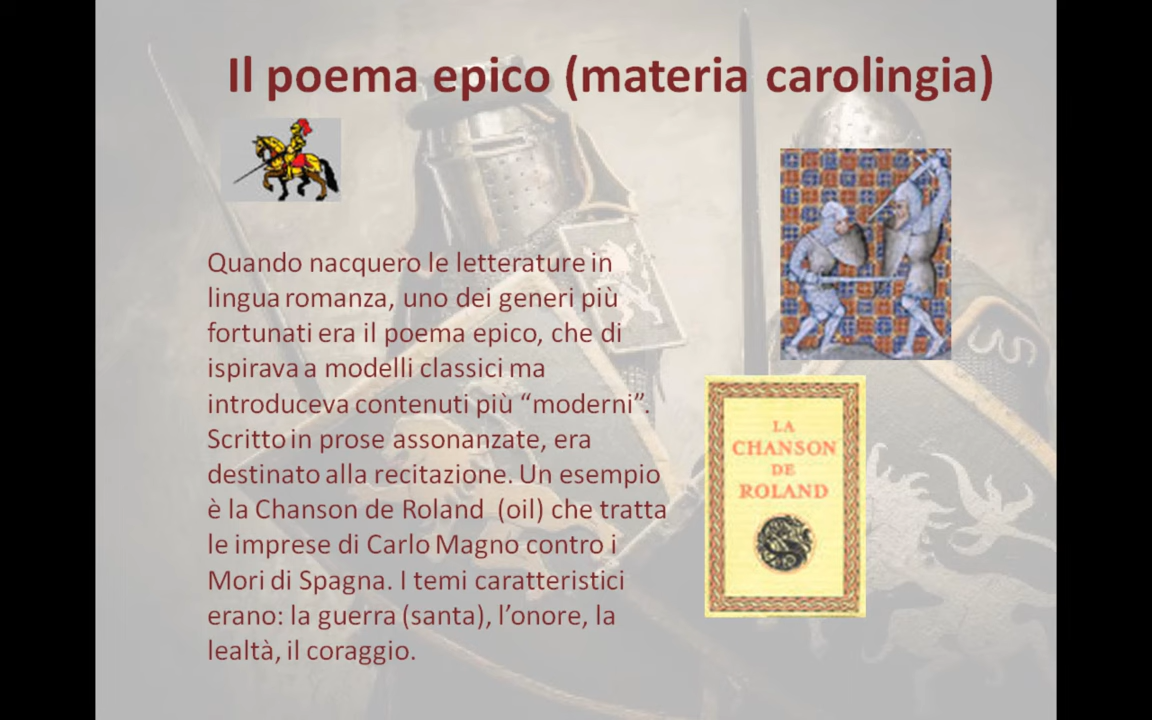 Il poema epico (materia carolingia)
Quando nacquero le letterature in
lingua romanza, uno dei generi più
fortunati era il poema epico, che di
ispirava a modelli classici ma
introduceva contenuti più “moderni”.
Scritto in prose assonanzate, era
destinato alla recitazione. Un esempio
è la Chanson de Roland (oil) che tratta
le imprese di Carlo Magno contro i
Mori di Spagna. I temi caratteristici
erano: la guerra (santa), l’onore, la
lealtà, il coraggio.
LA
CHANSON
DE
ROLAND